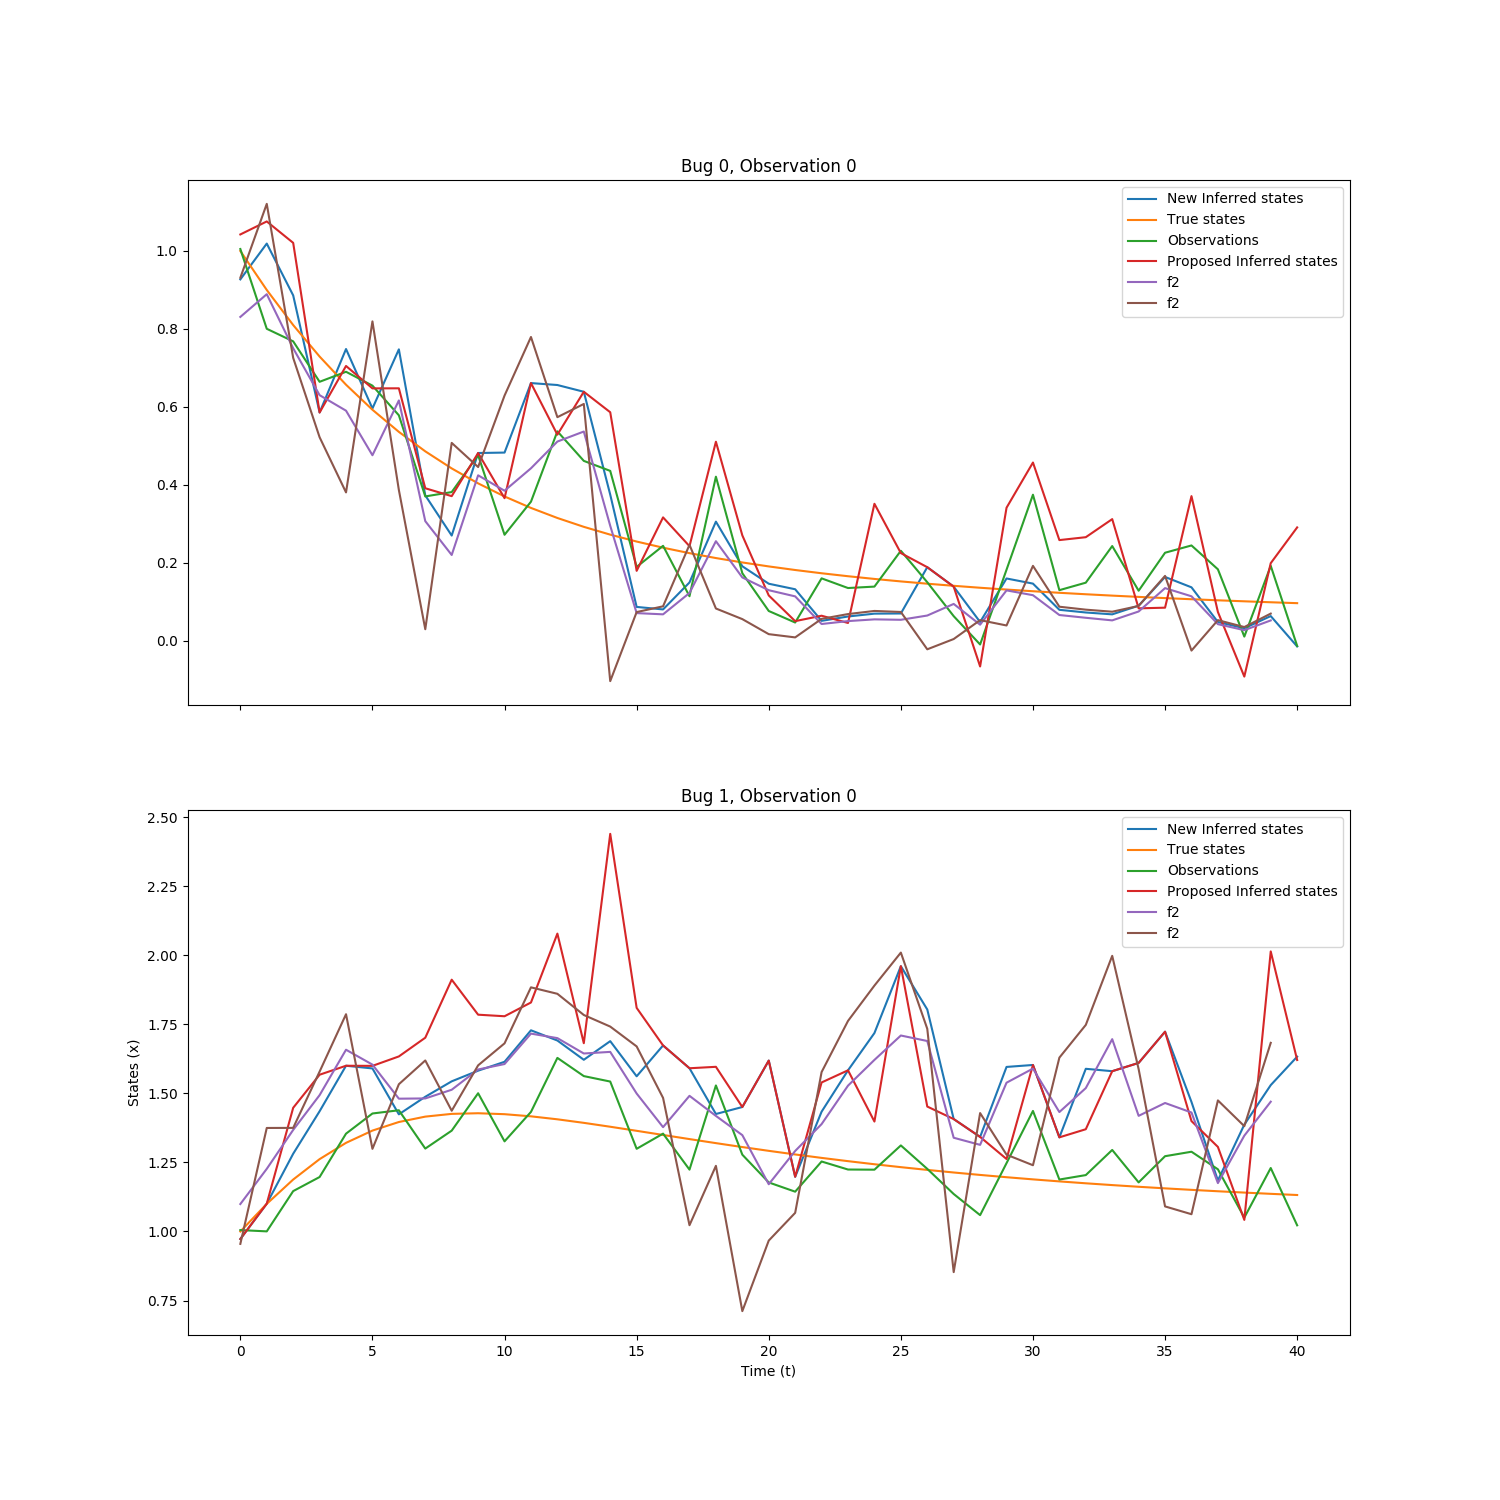 Bug 0, Observation 0
New Inferred states
True states
Observations
Proposed Inferred states
f2
f2
1.0
0.8
0.6
0.4
0.2
0.0
Bug 1, Observation 0
New Inferred states
True states
Observations
Proposed Inferred states
f2
f2
2.50
2.25
2.00
1.75
1.50
1.25
1.00
0.75
States (x)
0 5 10 15 20 25 30 35 40
Time (t)